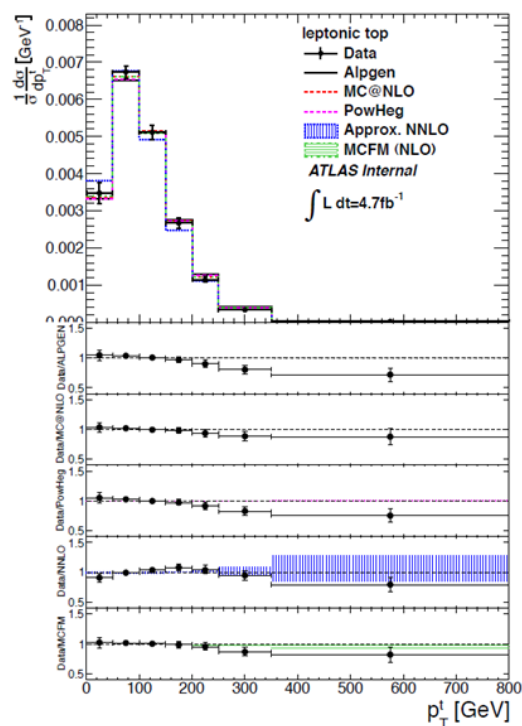 0.008
0.007
0.006
0.005
0.004
0.003
0.002
0.001
0.000
1/σ dσ/dp_T^t [GeV⁻¹]
leptonic top
Data
Alpgen
MC@NLO
PowHeg
Approx. NNLO
MCFM (NLO)
ATLAS Internal
∫ L dt=4.7fb⁻¹
1.5
1
0.5
Data/ALPGEN
1.5
1
0.5
Data/MC@NLO
1.5
1
0.5
Data/PowHeg
1.5
1
0.5
Data/NNLO
1.5
1
0.5
Data/MCFM
0 100 200 300 400 500 600 700 800
p_T^t [GeV]